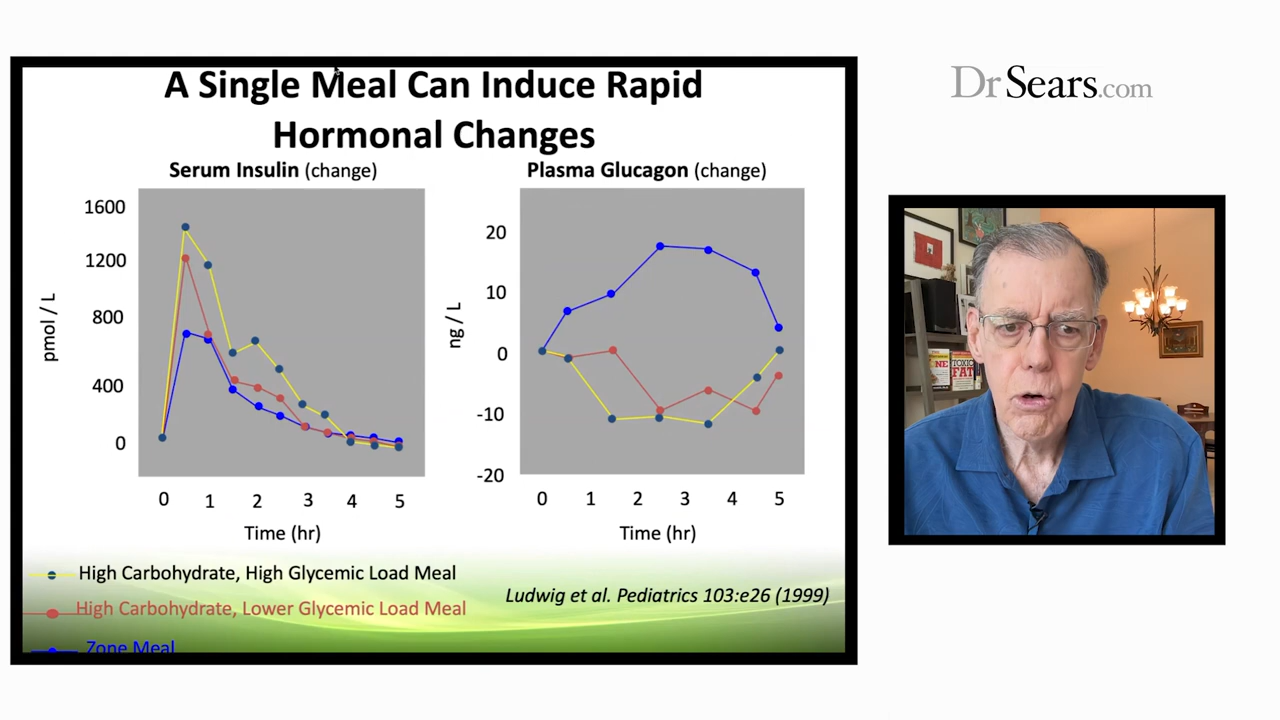 A Single Meal Can Induce Rapid
Hormonal Changes
Serum Insulin (change)
1600
1200
800
400
0
pmol / L
0 1 2 3 4 5
Time (hr)
Plasma Glucagon (change)
20
10
0
-10
-20
ng / L
0 1 2 3 4 5
Time (hr)
High Carbohydrate, High Glycemic Load Meal
High Carbohydrate, Lower Glycemic Load Meal
Zone Meal
Ludwig et al. Pediatrics 103:e26 (1999)
DrSears.com
NE
TOXIC
FAT